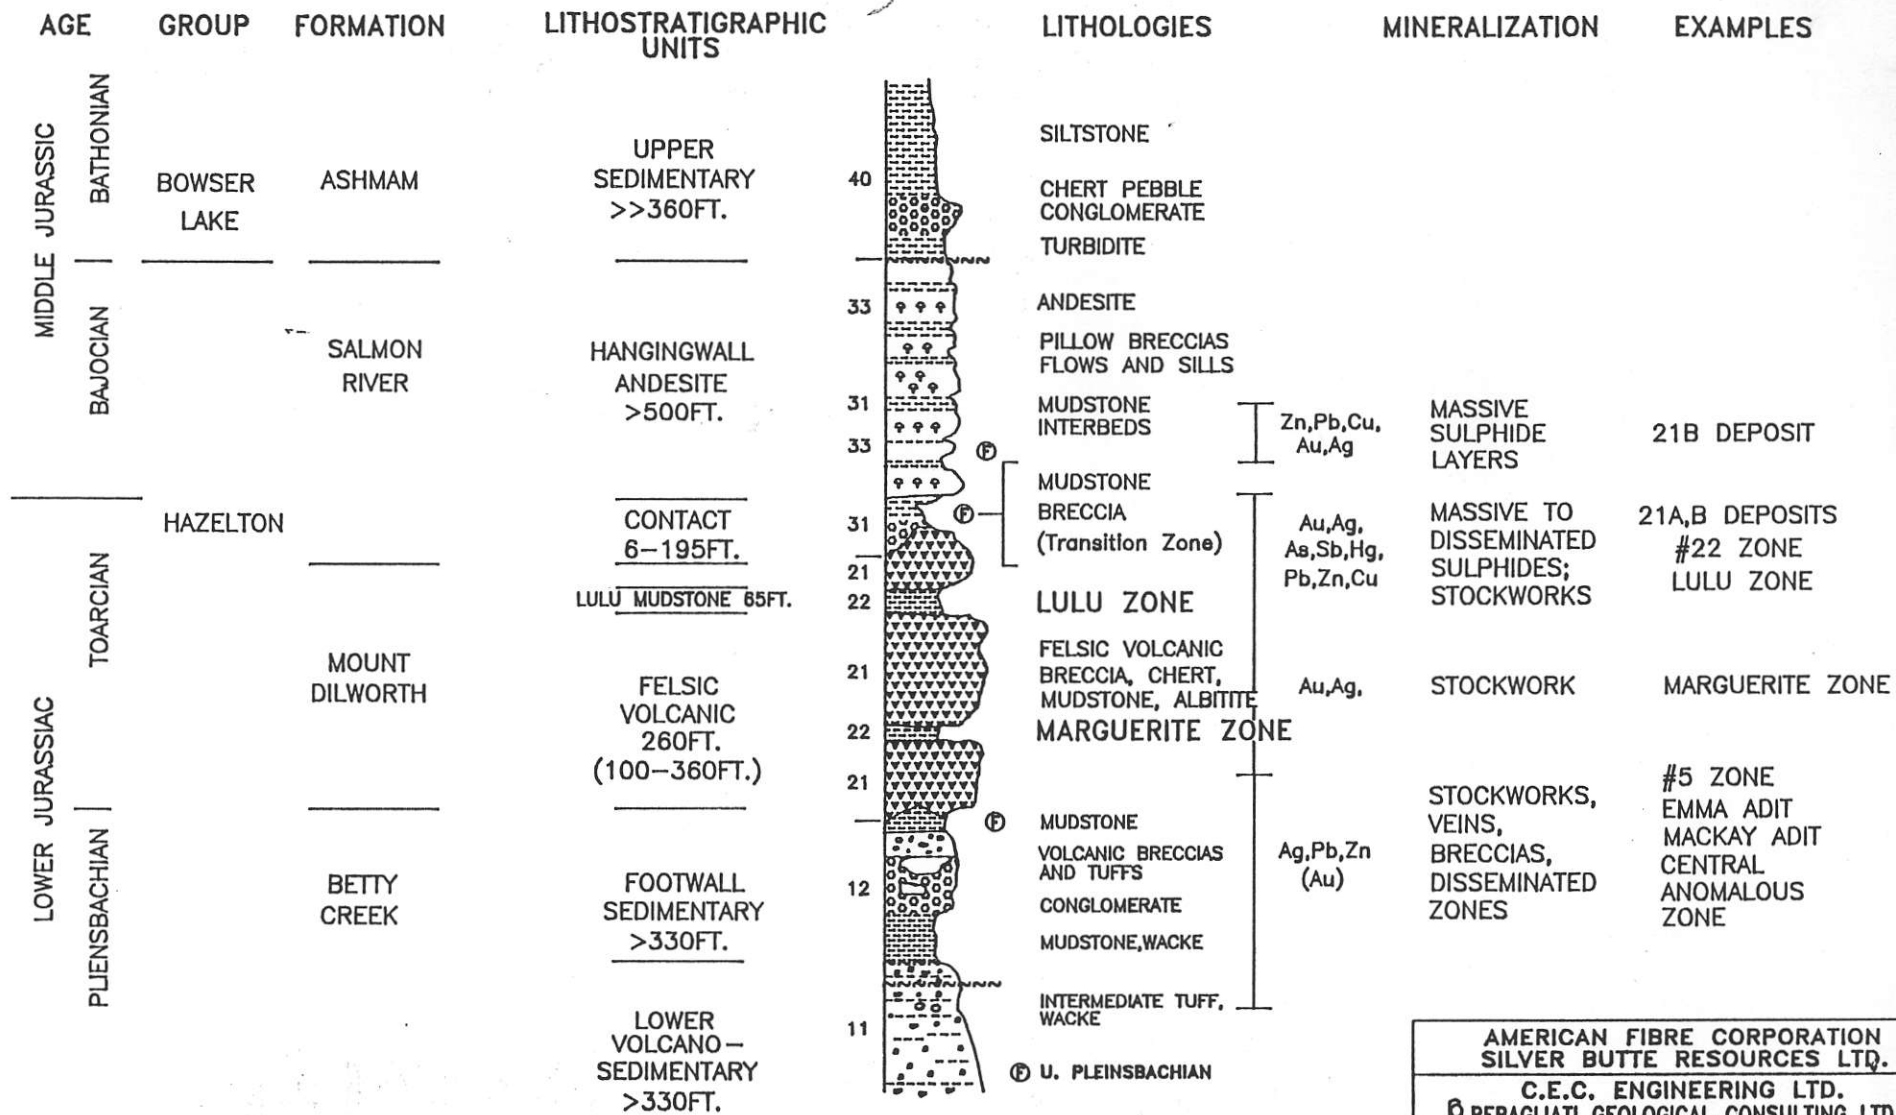 AGE GROUP FORMATION LITHOSTRATIGRAPHIC UNITS LITHOLOGIES MINERALIZATION EXAMPLES
MIDDLE JURASSIC
BATHONIAN
BAJOCIAN
LOWER JURASSIAC
TOARCIAN
PLIENSBACHIAN
BOWSER
LAKE
HAZELTON
ASHMAM
SALMON
RIVER
MOUNT
DILWORTH
BETTY
CREEK
UPPER
SEDIMENTARY
>>360FT.
HANGINGWALL
ANDESITE
>500FT.
CONTACT
6-195FT.
LULU MUDSTONE 65FT.
FELSIC
VOLCANIC
260FT.
(100-360FT.)
FOOTWALL
SEDIMENTARY
>330FT.
LOWER
VOLCANO-
SEDIMENTARY
>330FT.
40
33
31
33
31
21
22
21
22
21
12
11
F
F
F
SILTSTONE
CHERT PEBBLE
CONGLOMERATE
TURBIDITE
ANDESITE
PILLOW BRECCIAS
FLOWS AND SILLS
MUDSTONE
INTERBEDS
MUDSTONE
BRECCIA
(Transition Zone)
LULU ZONE
FELSIC VOLCANIC
BRECCIA, CHERT,
MUDSTONE, ALBITITE
MARGUERITE ZONE
MUDSTONE
VOLCANIC BRECCIAS
AND TUFFS
CONGLOMERATE
MUDSTONE,WACKE
INTERMEDIATE TUFF,
WACKE
F U. PLEINSBACHIAN
Zn,Pb,Cu,
Au,Ag
Au,Ag,
As,Sb,Hg,
Pb,Zn,Cu
Au,Ag,
Ag,Pb,Zn
(Au)
MASSIVE
SULPHIDE
LAYERS
MASSIVE TO
DISSEMINATED
SULPHIDES;
STOCKWORKS
STOCKWORK
STOCKWORKS,
VEINS,
BRECCIAS,
DISSEMINATED
ZONES
21B DEPOSIT
21A,B DEPOSITS
#22 ZONE
LULU ZONE
MARGUERITE ZONE
#5 ZONE
EMMA ADIT
MACKAY ADIT
CENTRAL
ANOMALOUS
ZONE
AMERICAN FIBRE CORPORATION
SILVER BUTTE RESOURCES LTD.
C.E.C. ENGINEERING LTD.
GEOLOGICAL CONSULTING LTD